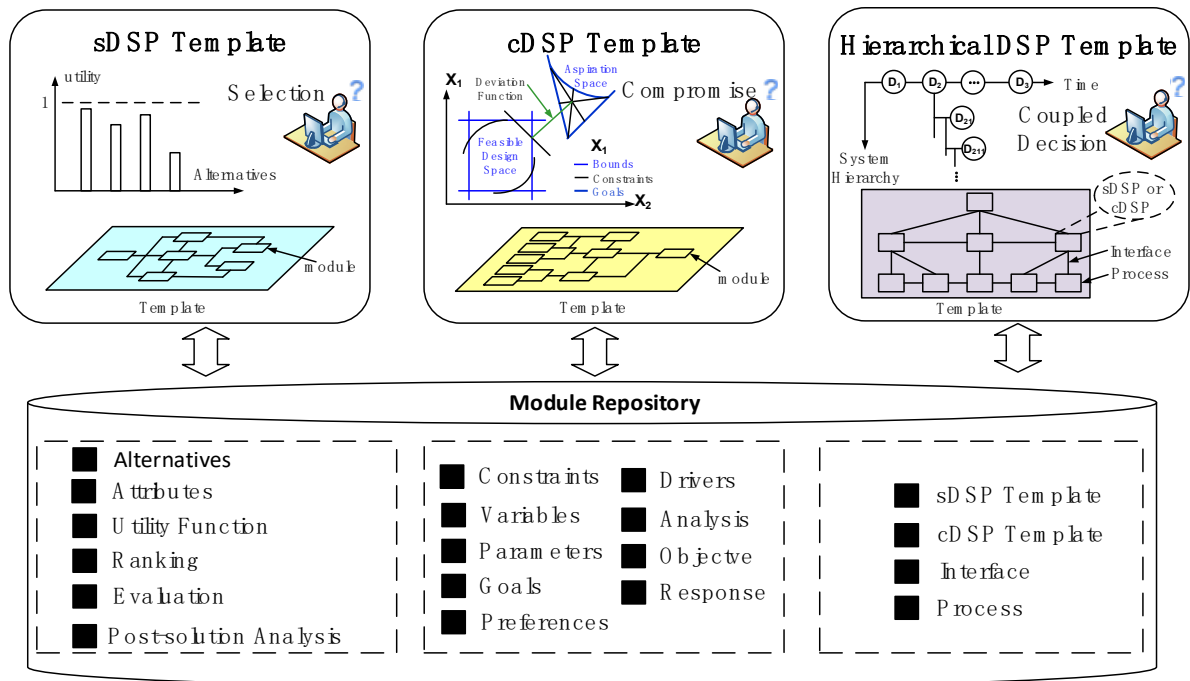 sDSP Template
utility
1
Selection
?
Alternatives
module
Template
cDSP Template
X₁
Deviation
Function
Aspiration
Space
Compromise
?
Feasible
Design
Space
X₁
Bounds
Constraints
Goals
X₂
module
Template
Hierarchical DSP Template
D₁
D₂
...
D₃
Time
?
D₂₁
Coupled
Decision
D₂₁₁
System
Hierarchy
sDSP or
cDSP
Interface
Process
Template
Module Repository
Alternatives
Attributes
Utility Function
Ranking
Evaluation
Post-solution Analysis
Constraints
Variables
Parameters
Goals
Preferences
Drivers
Analysis
Objectve
Response
sDSP Template
cDSP Template
Interface
Process